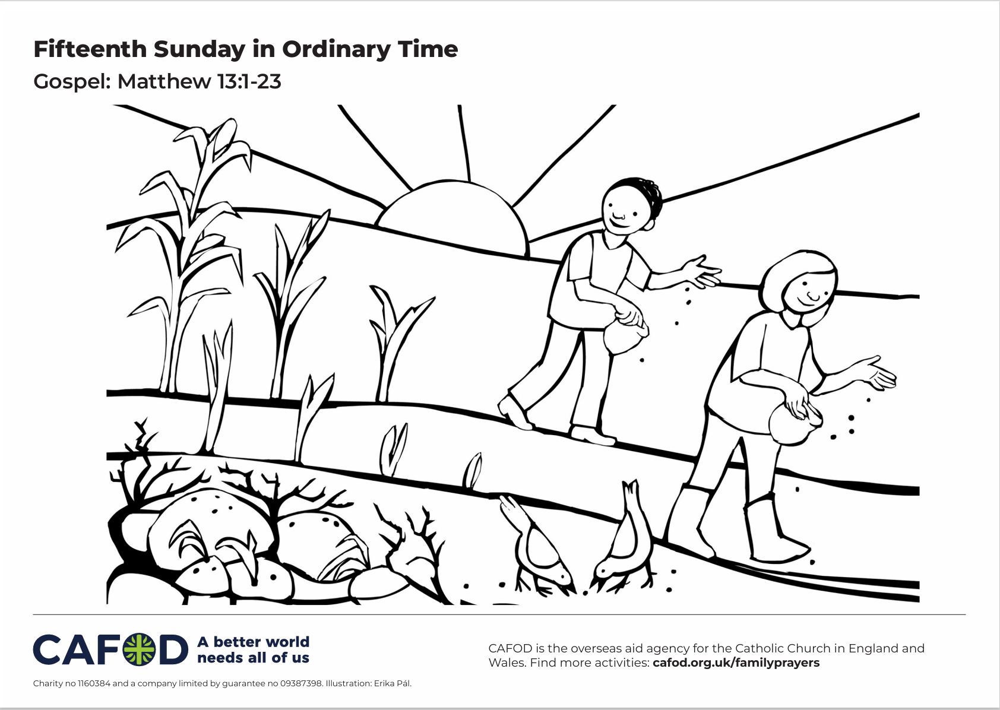 Fifteenth Sunday in Ordinary Time
Gospel: Matthew 13:1-23
CAFOD
A better world
needs all of us
CAFOD is the overseas aid agency for the Catholic Church in England and
Wales. Find more activities: cafod.org.uk/familyprayers
Charity no 1160384 and a company limited by guarantee no 09387398. Illustration: Erika Pál.